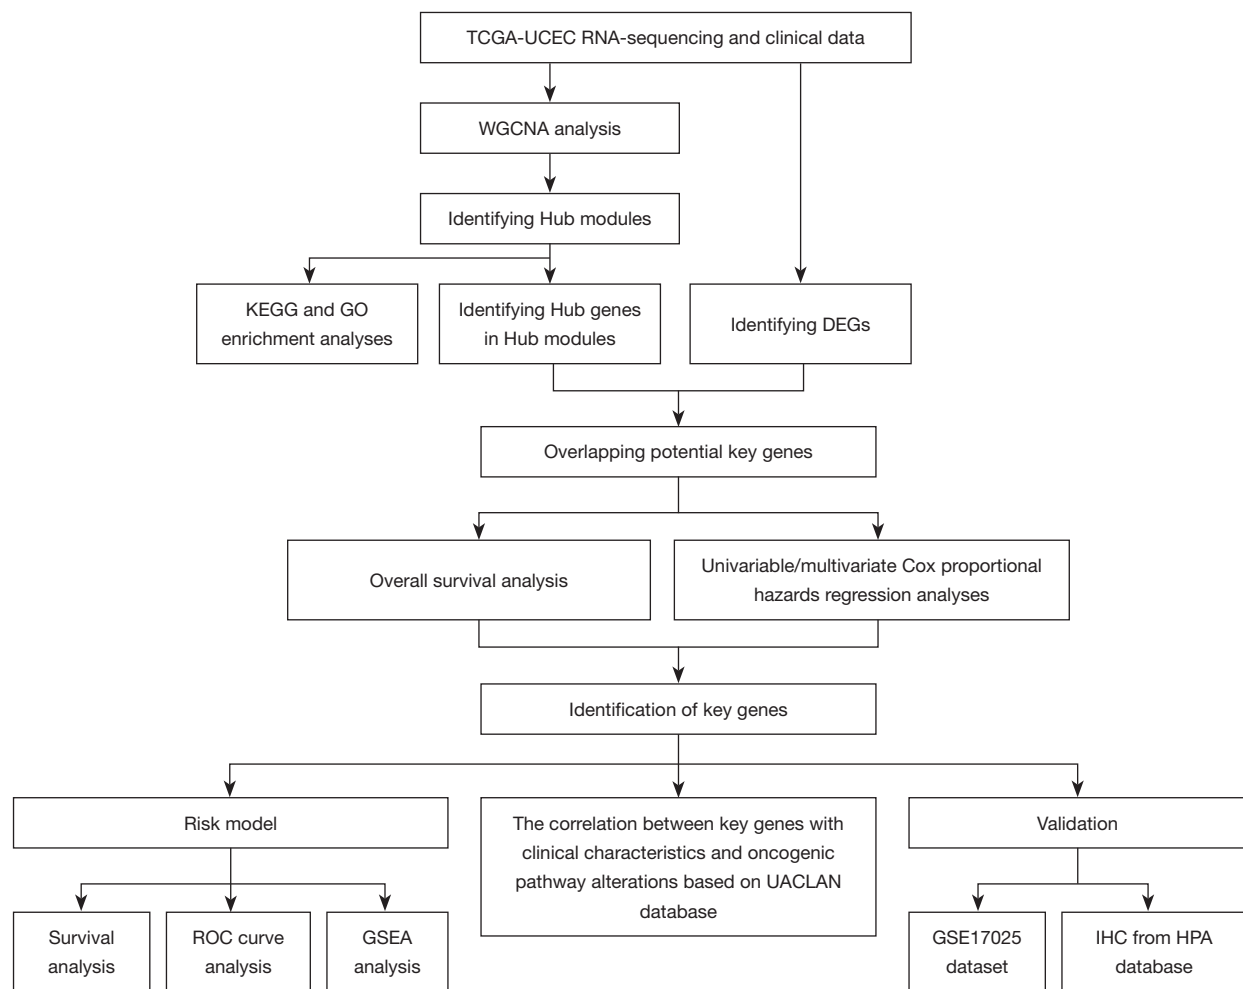 TCGA-UCEC RNA-sequencing and clinical data
WGCNA analysis
Identifying Hub modules
KEGG and GO
enrichment analyses
Identifying Hub genes
in Hub modules
Identifying DEGs
Overlapping potential key genes
Overall survival analysis
Univariable/multivariate Cox proportional
hazards regression analyses
Identification of key genes
Risk model
The correlation between key genes with
clinical characteristics and oncogenic
pathway alterations based on UACLAN
database
Validation
Survival
analysis
ROC curve
analysis
GSEA
analysis
GSE17025
dataset
IHC from HPA
database